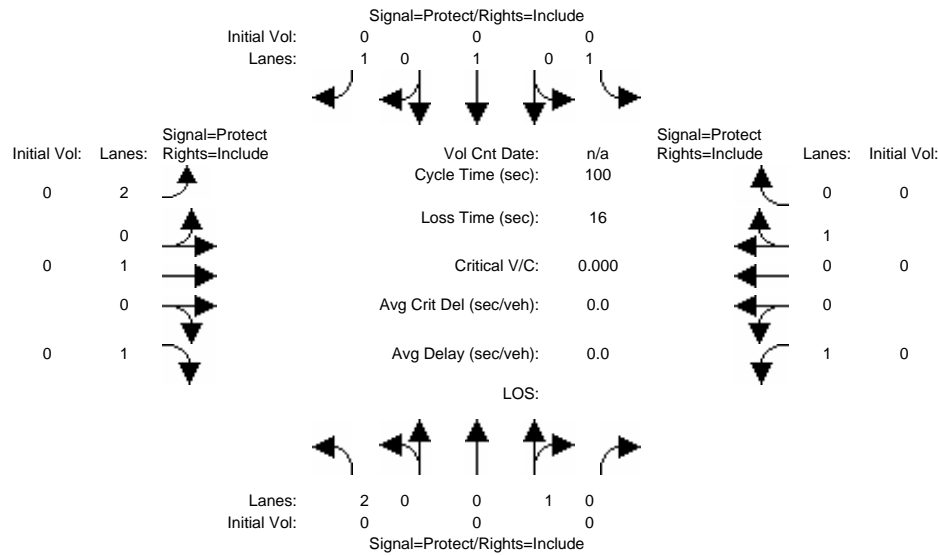 Signal=Protect/Rights=Include
Initial Vol: 0 0 0
Lanes: 1 0 1 0 1
Signal=Protect Signal=Protect
Initial Vol: Lanes: Rights=Include Vol Cnt Date: n/a Rights=Include Lanes: Initial Vol:
Cycle Time (sec): 100
0 2 0 0
Loss Time (sec): 16
0 1
0 1 Critical V/C: 0.000 0 0
0 Avg Crit Del (sec/veh): 0.0 0
0 1 Avg Delay (sec/veh): 0.0 1 0
LOS:
Lanes: 2 0 0 1 0
Initial Vol: 0 0 0
Signal=Protect/Rights=Include